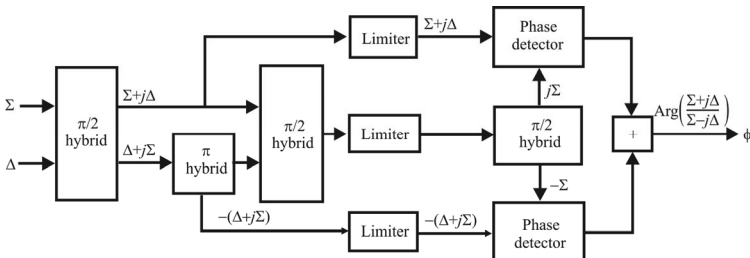 Limiter
Σ+jΔ
Phase
detector
Σ
Δ
π/2
hybrid
Σ+jΔ
Δ+jΣ
π
hybrid
π/2
hybrid
Limiter
jΣ
π/2
hybrid
−Σ
+
Arg(Σ+jΔ/Σ−jΔ)
ϕ
−(Δ+jΣ)
Limiter
−(Δ+jΣ)
Phase
detector